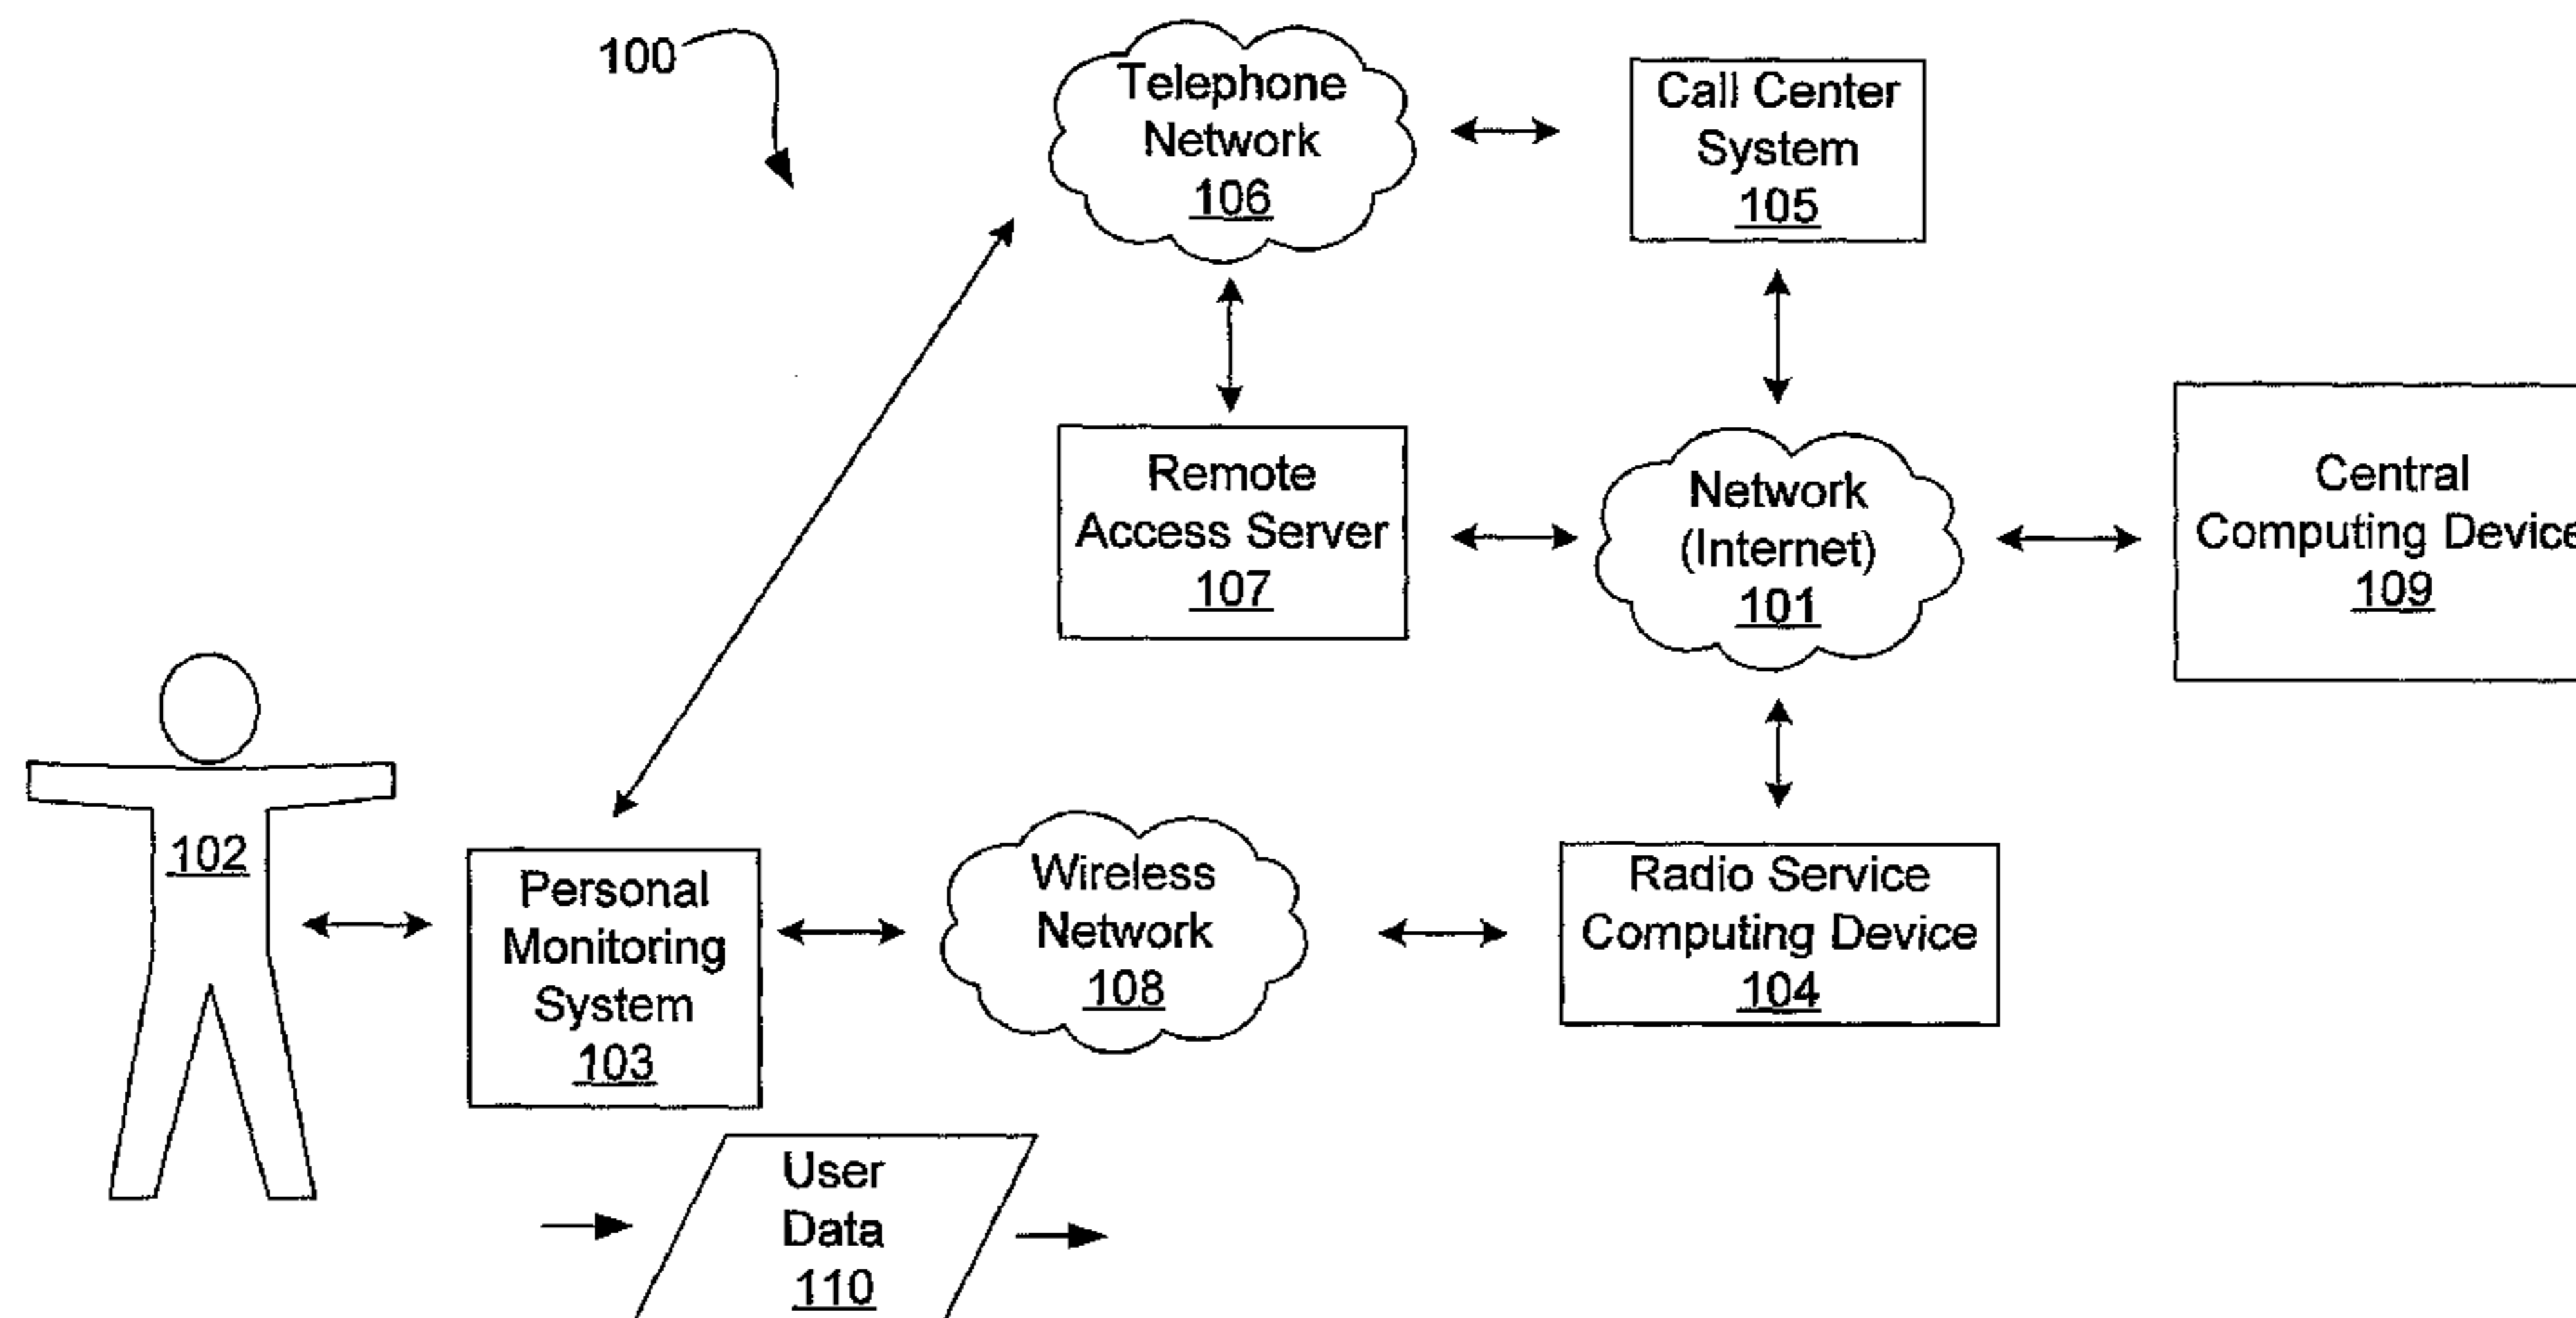 100
Telephone
Network
106
Call Center
System
105
Remote
Access Server
107
Network
(Internet)
101
Central
Computing Device
109
102
Personal
Monitoring
System
103
Wireless
Network
108
Radio Service
Computing Device
104
User
Data
110